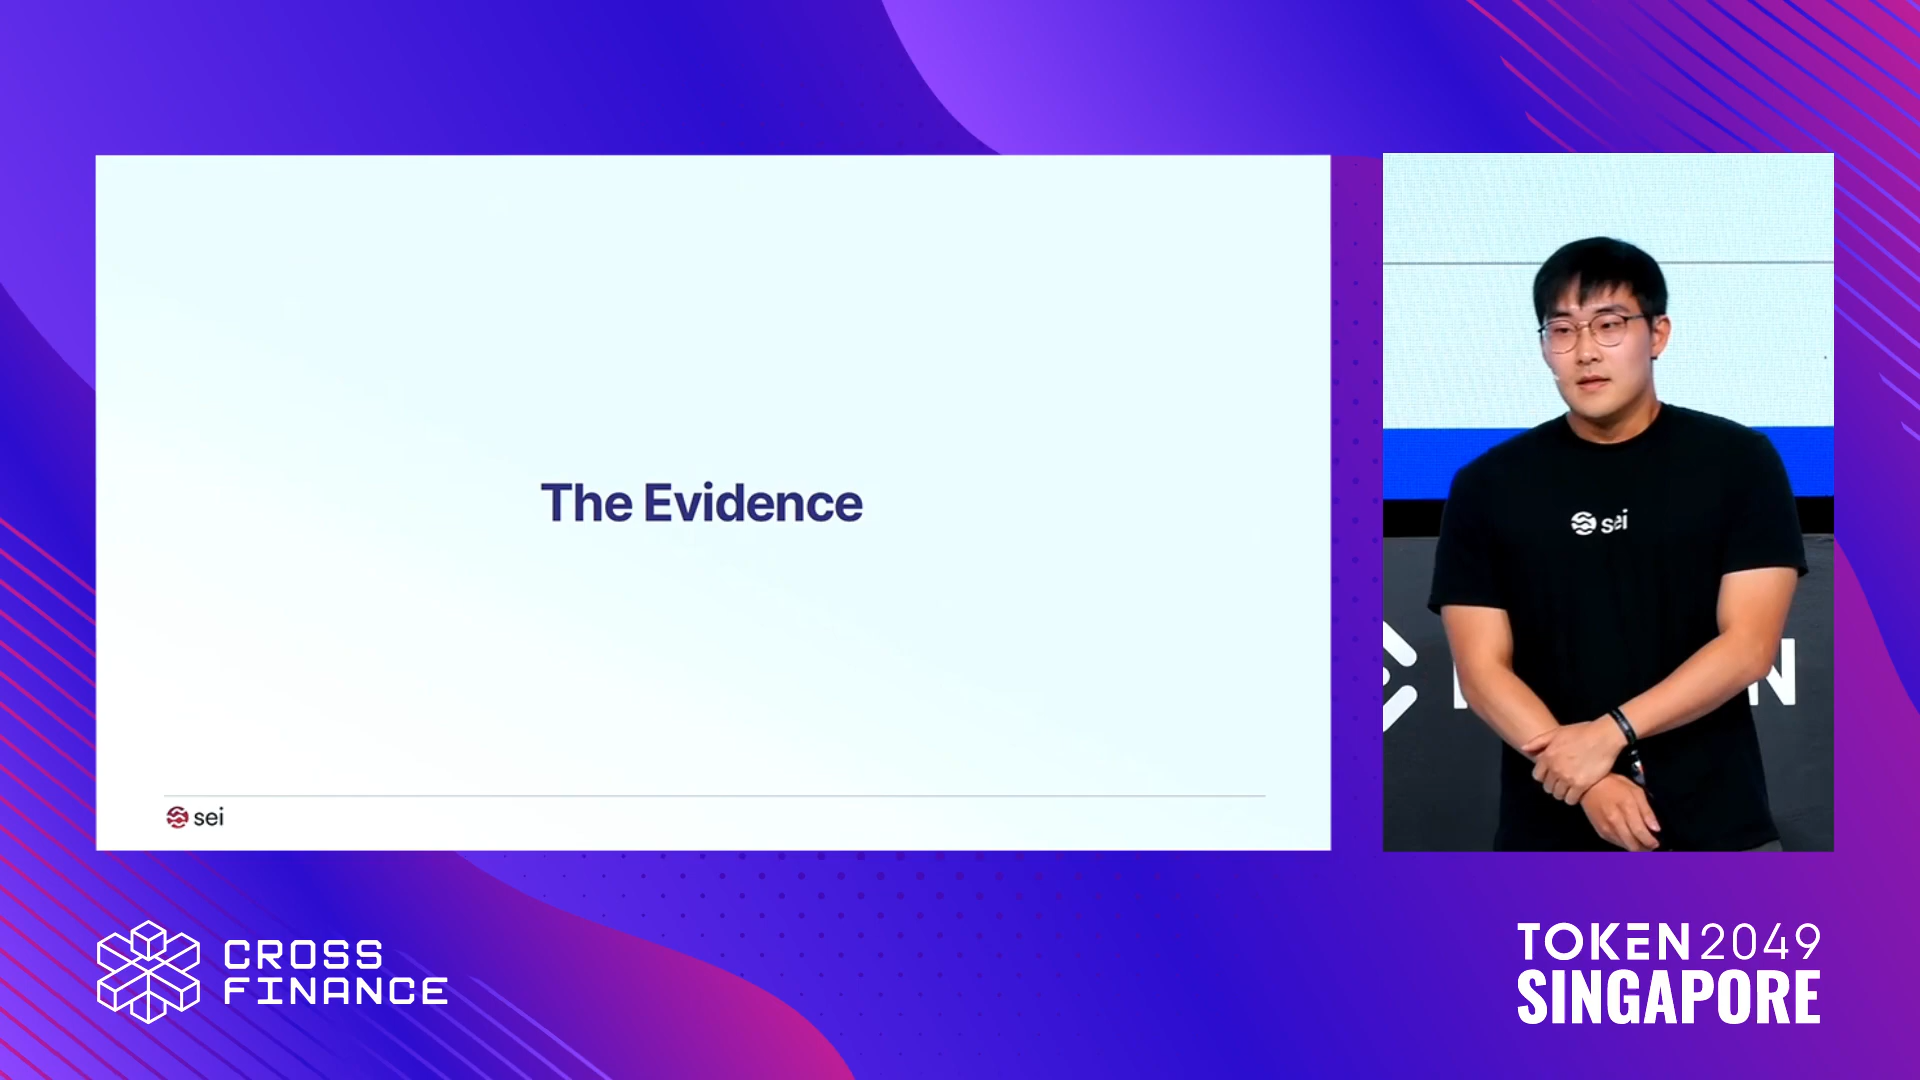 The Evidence
sei
sei
CROSS
FINANCE
TOKEN2049
SINGAPORE